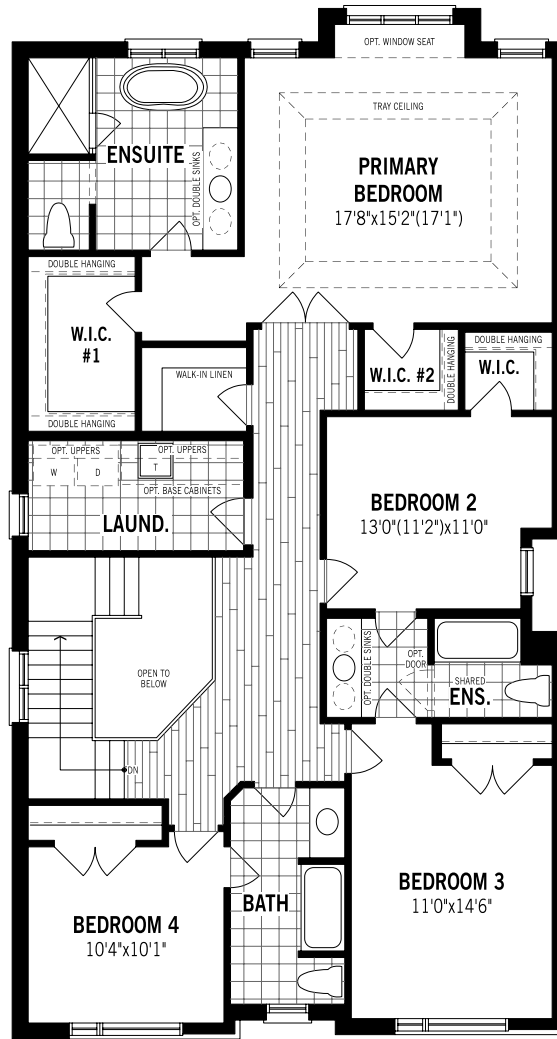 OPT. WINDOW SEAT
TRAY CEILING
ENSUITE
OPT. DOUBLE SINKS
PRIMARY
BEDROOM
17'8"x15'2"(17'1")
DOUBLE HANGING
W.I.C.
#1
DOUBLE HANGING
WALK-IN LINEN
W.I.C. #2
DOUBLE HANGING
DOUBLE HANGING
W.I.C.
OPT. UPPERS
OPT. UPPERS
W
D
T
OPT. BASE CABINETS
LAUND.
BEDROOM 2
13'0"(11'2")x11'0"
OPEN TO
BELOW
DN
OPT. DOUBLE SINKS
OPT.
DOOR
SHARED
ENS.
BATH
BEDROOM 3
11'0"x14'6"
BEDROOM 4
10'4"x10'1"